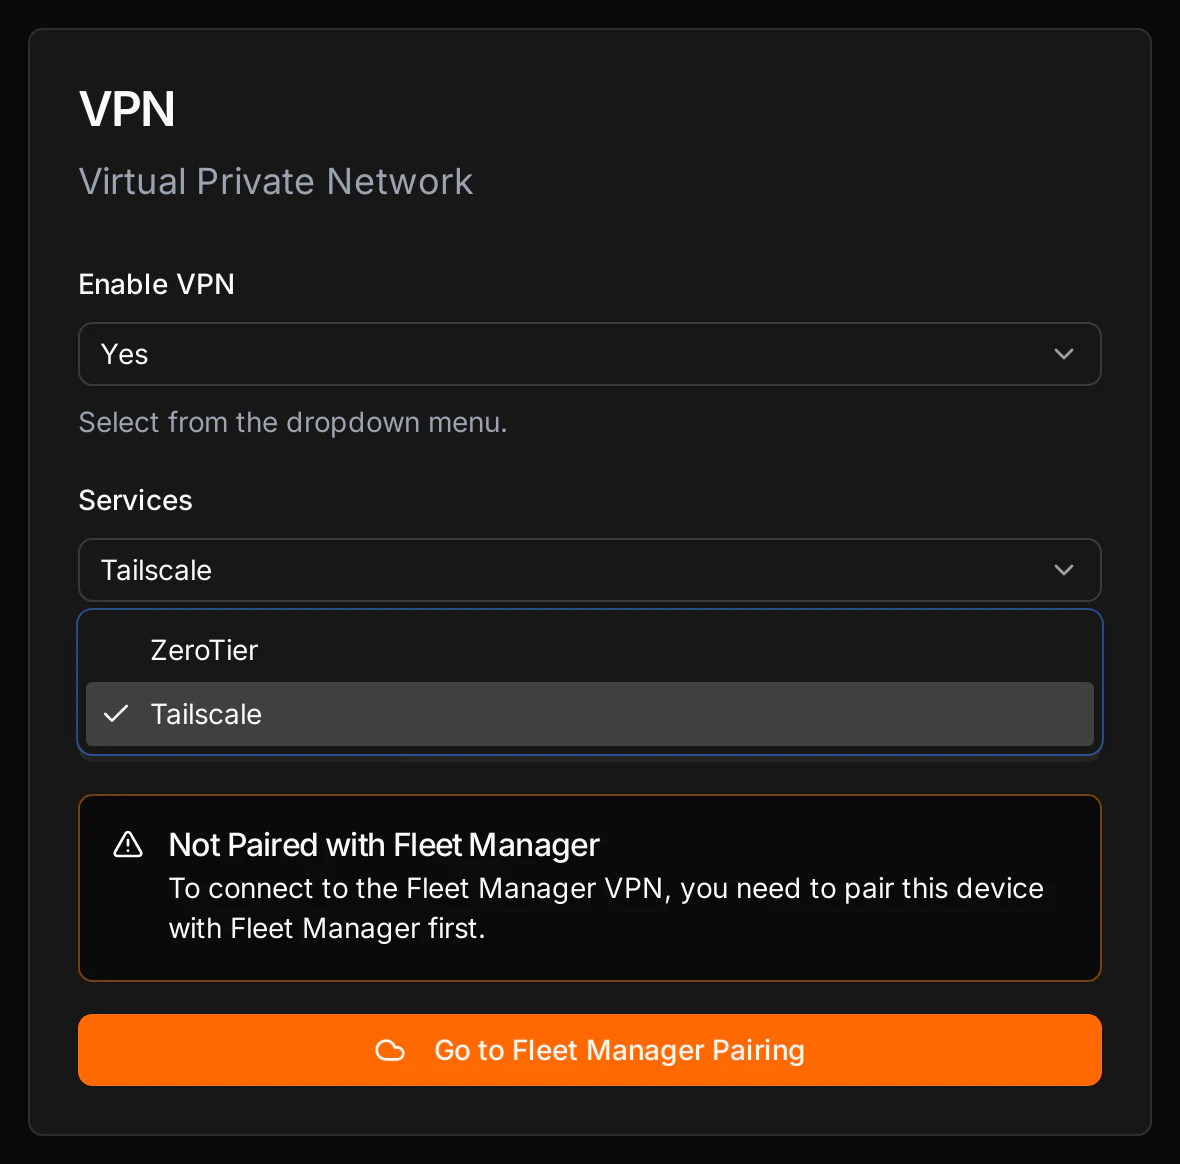 VPN
Virtual Private Network
Enable VPN
Yes
Select from the dropdown menu.
Services
Tailscale
ZeroTier
Tailscale
Not Paired with Fleet Manager
To connect to the Fleet Manager VPN, you need to pair this device
with Fleet Manager first.
Go to Fleet Manager Pairing